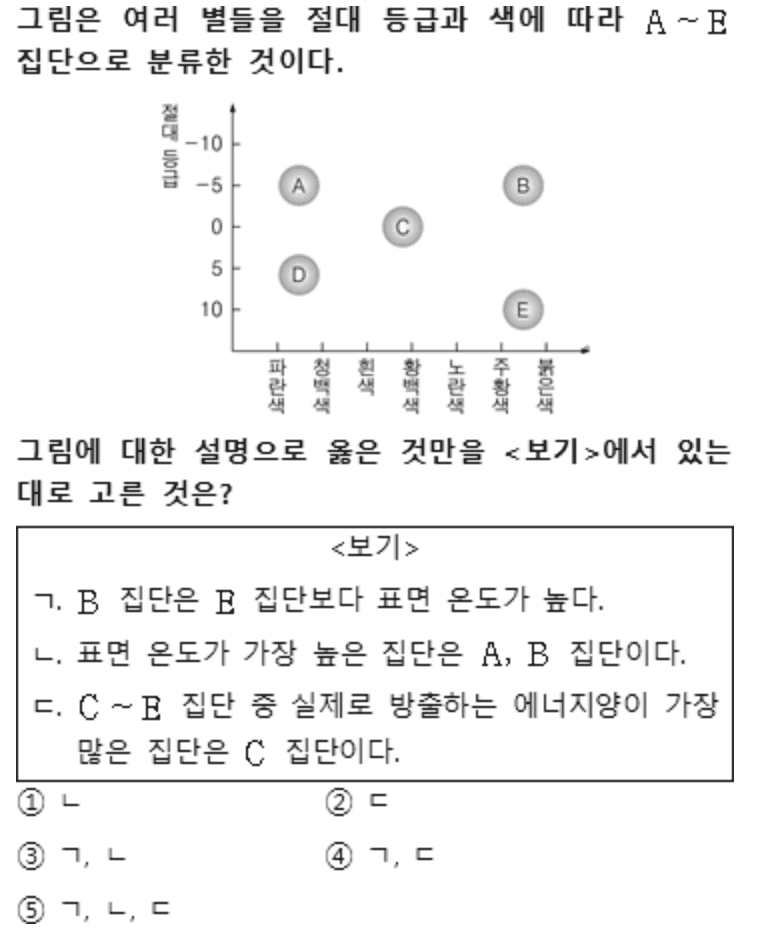 그림은 여러 별들을 절대 등급과 색에 따라 A ~ E
집단으로 분류한 것이다.
절대 등급
-10
-5
0
5
10
A
B
C
D
E
파란색
청백색
흰색
황백색
노란색
주황색
붉은색
그림에 대한 설명으로 옳은 것만을 <보기>에서 있는
대로 고른 것은?
<보기>
ㄱ. B 집단은 E 집단보다 표면 온도가 높다.
ㄴ. 표면 온도가 가장 높은 집단은 A, B 집단이다.
ㄷ. C ~ E 집단 중 실제로 방출하는 에너지양이 가장
많은 집단은 C 집단이다.
① ㄴ ② ㄷ
③ ㄱ, ㄴ ④ ㄱ, ㄷ
⑤ ㄱ, ㄴ, ㄷ